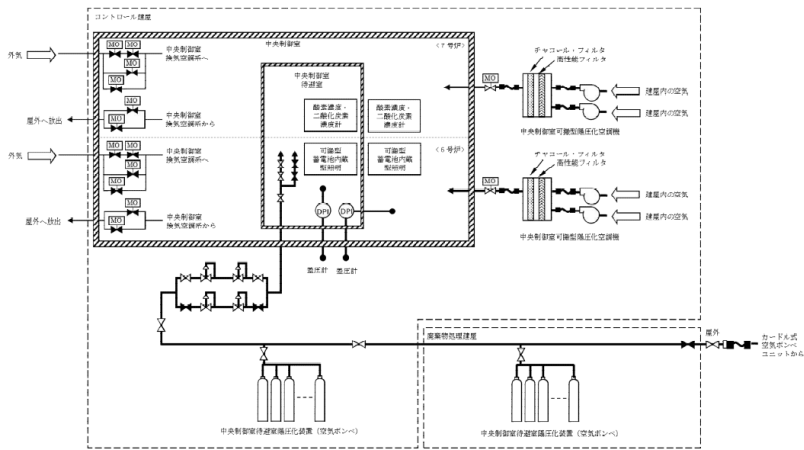 コントロール建屋
中央制御室
(7号炉)
外気
MO
MO
MO
MO
中央制御室
換気空調系へ
MO
MO
屋外へ放出
中央制御室
換気空調系から
外気
MO
MO
MO
MO
中央制御室
換気空調系へ
MO
屋外へ放出
中央制御室
換気空調系から
中央制御室
待避室
酸素濃度・
二酸化炭素
濃度計
酸素濃度・
二酸化炭素
濃度計
可搬型
蓄電池内蔵
型照明
可搬型
蓄電池内蔵
型照明
(6号炉)
DPI
DPI
差圧計
差圧計
MO
チャコール・フィルタ
高性能フィルタ
建屋内の空気
建屋内の空気
中央制御室可搬型陽圧化空調機
MO
チャコール・フィルタ
高性能フィルタ
建屋内の空気
建屋内の空気
中央制御室可搬型陽圧化空調機
廃棄物処理建屋
屋外
カードル式
空気ボンベ
ユニットから
中央制御室待避室陽圧化装置(空気ボンベ)
中央制御室待避室陽圧化装置(空気ボンベ)